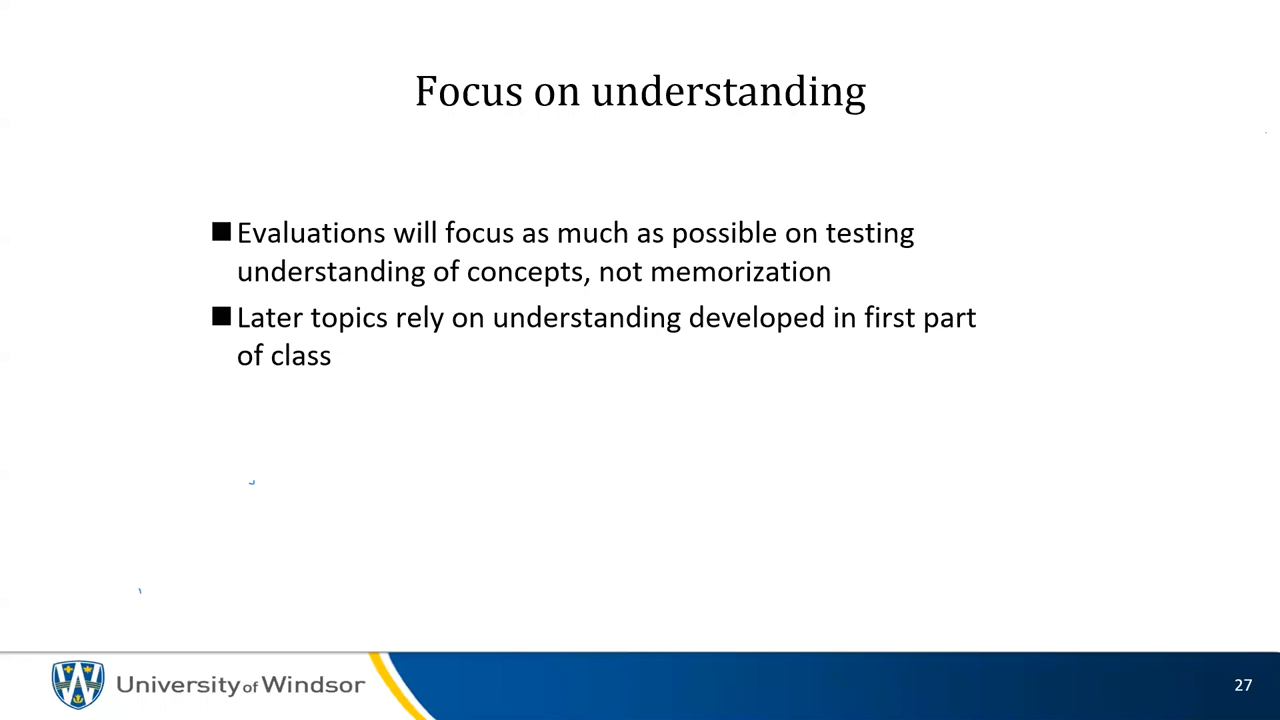 Focus on understanding
Evaluations will focus as much as possible on testing
understanding of concepts, not memorization
Later topics rely on understanding developed in first part
of class
University of Windsor
27